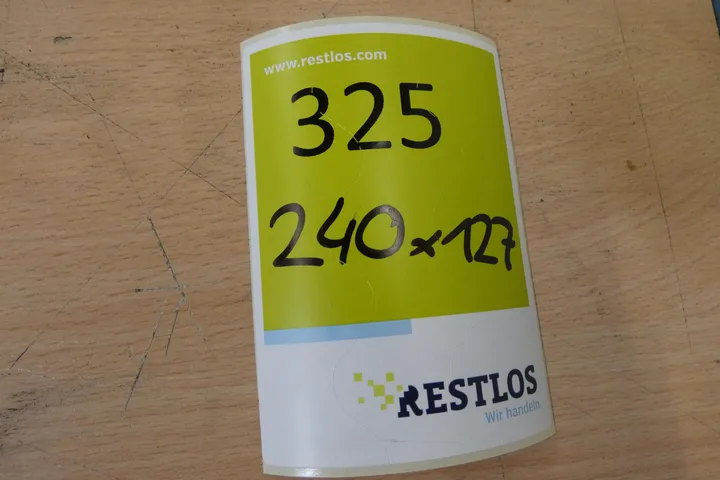 www.restlos.com
325
240x127
RESTLOS
Wir handeln